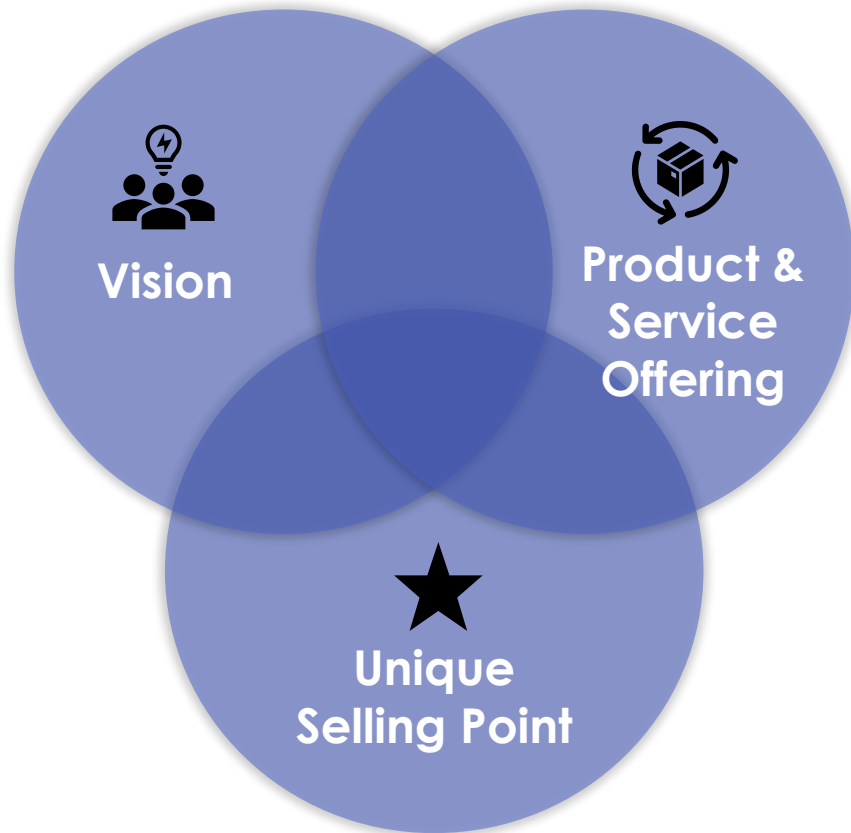 Vision
Product &
Service
Offering
Unique
Selling Point